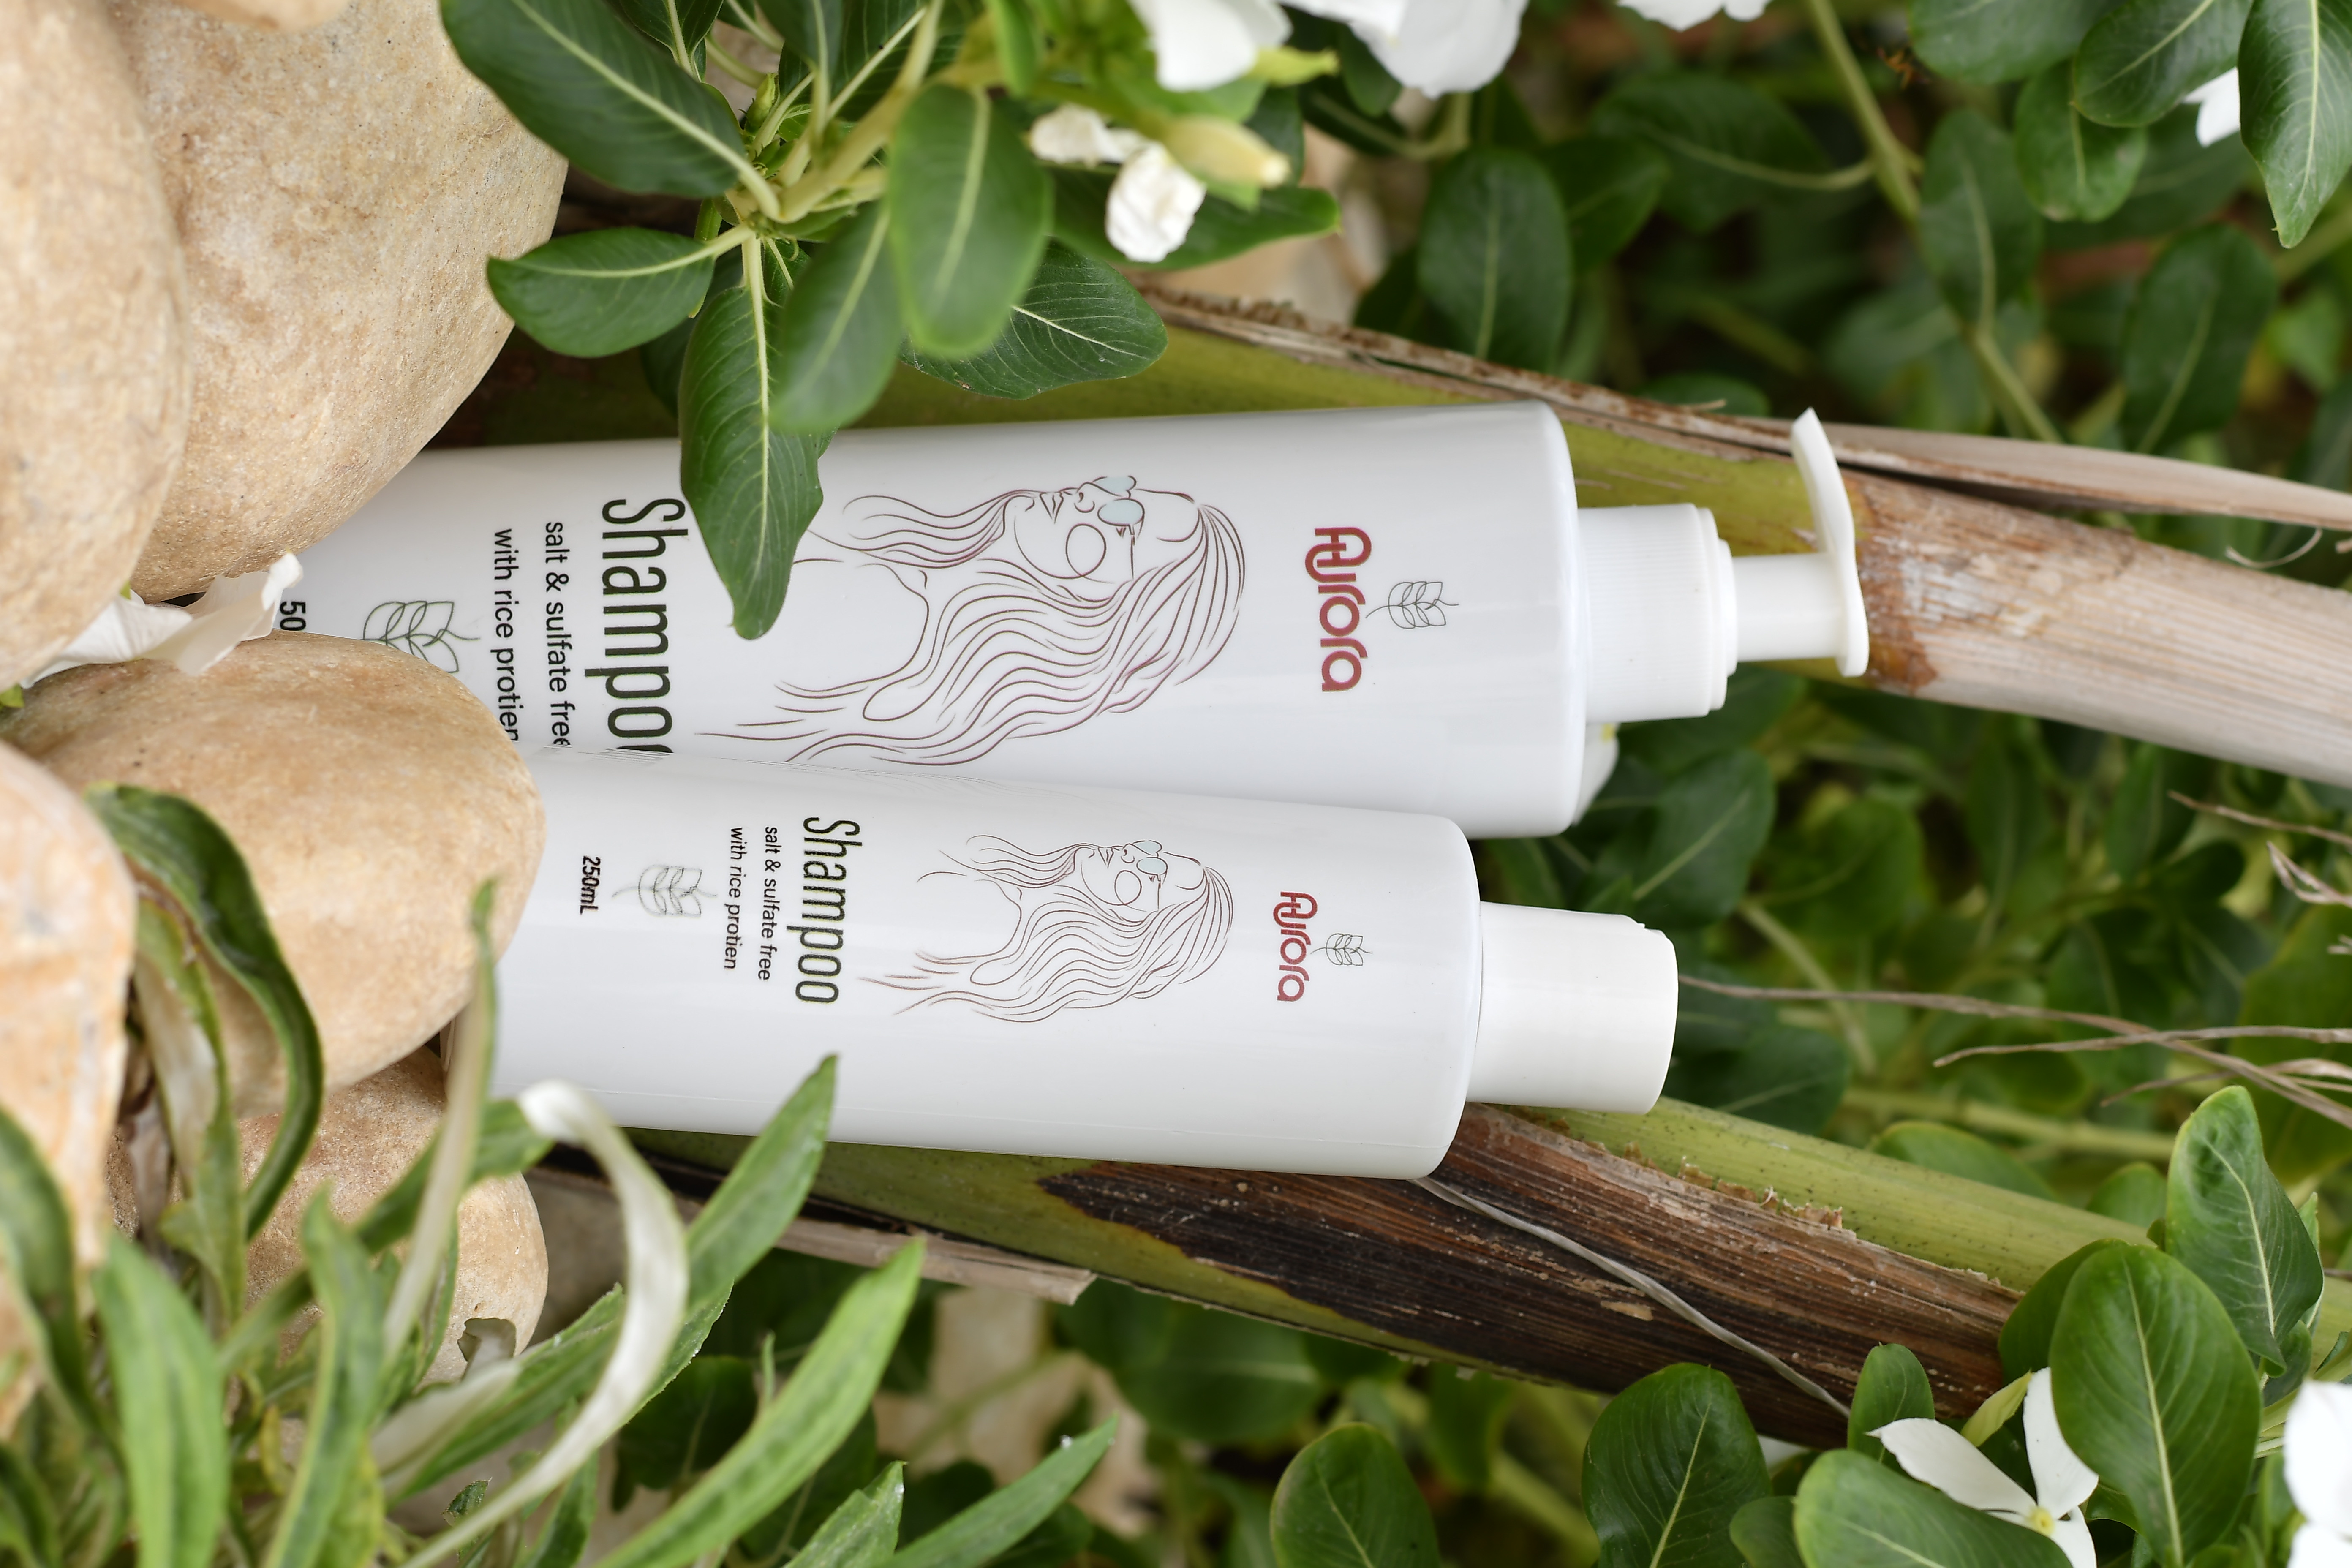 Aurora
Shampoo
salt & sulfate free
with rice protien
50
Aurora
Shampoo
salt & sulfate free
with rice protien
250mL